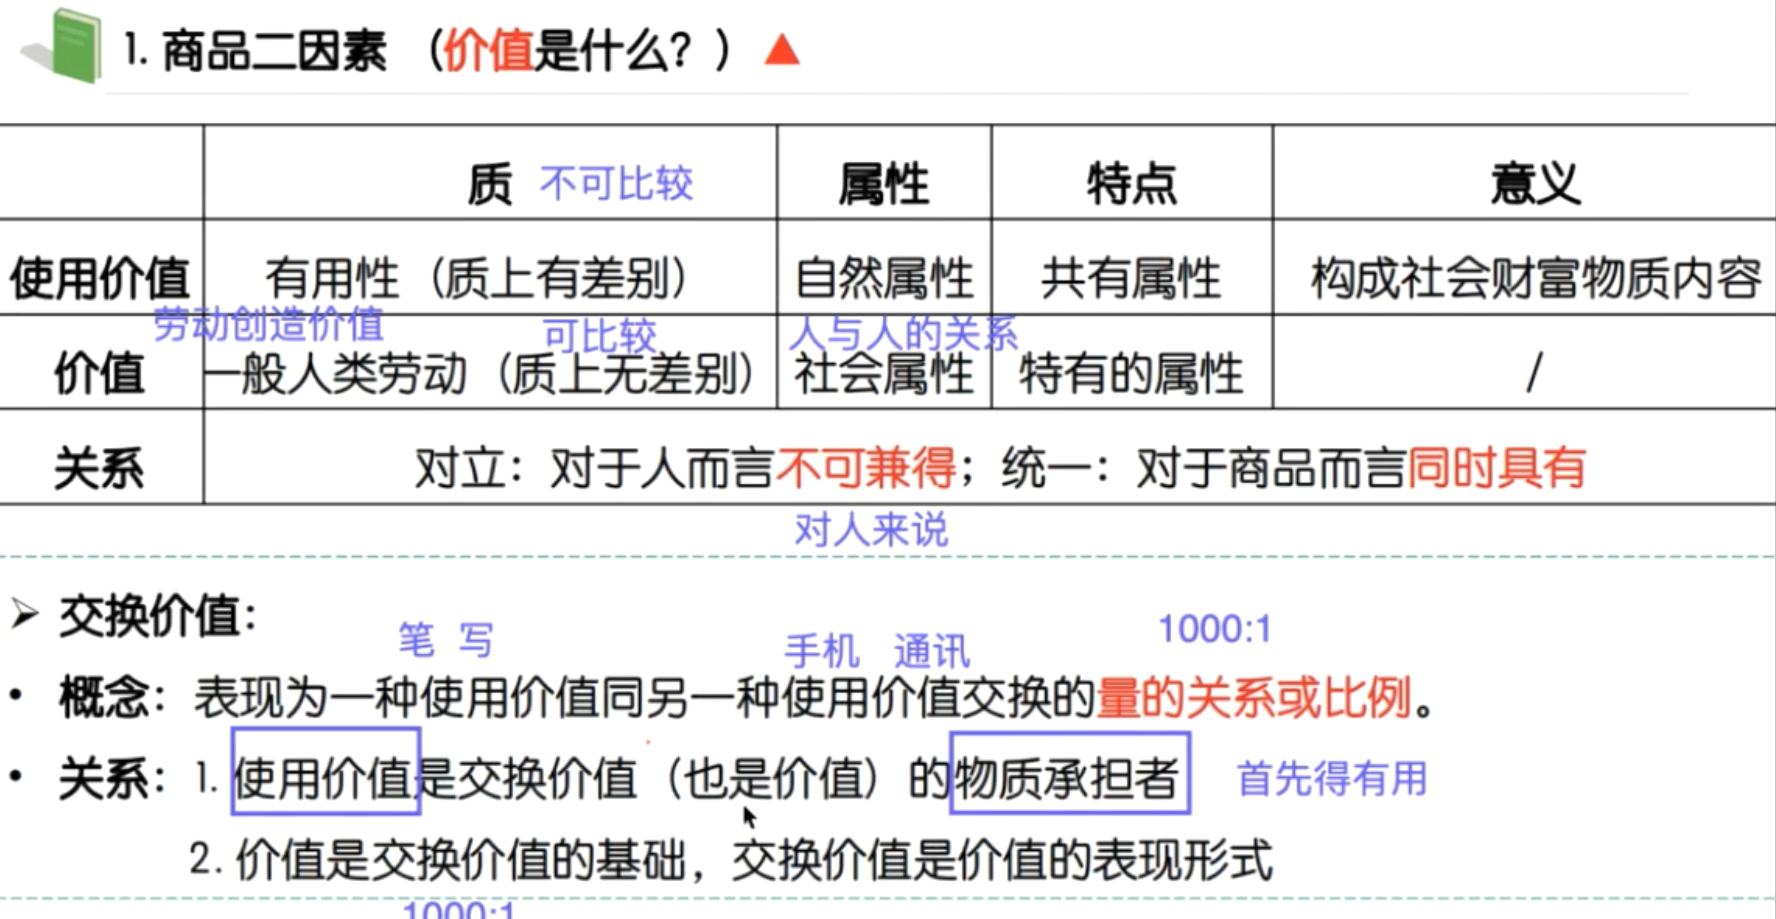 1. 商品二因素 （价值是什么？）
质 不可比较 属性 特点 意义
使用价值 有用性（质上有差别） 自然属性 共有属性 构成社会财富物质内容
劳动创造价值 可比较 人与人的关系
价值 一般人类劳动（质上无差别） 社会属性 特有的属性 /
关系 对立：对于人而言不可兼得；统一：对于商品而言同时具有
对人来说
交换价值：
笔 写 手机 通讯 1000:1
• 概念：表现为一种使用价值同另一种使用价值交换的量的关系或比例。
• 关系：1. 使用价值是交换价值（也是价值）的物质承担者 首先得有用
2. 价值是交换价值的基础，交换价值是价值的表现形式
1000:1